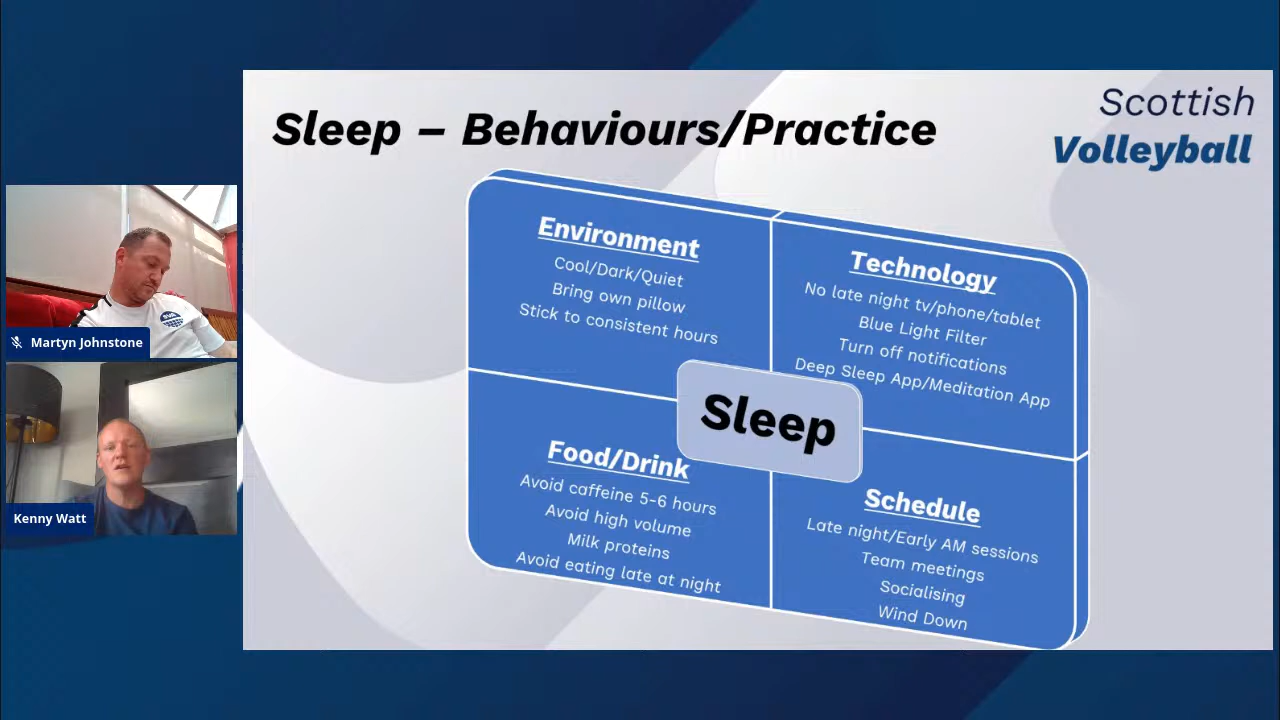 Sleep – Behaviours/Practice
Scottish
Volleyball
Environment
Cool/Dark/Quiet
Bring own pillow
Stick to consistent hours
Technology
No late night tv/phone/tablet
Blue Light Filter
Turn off notifications
Deep Sleep App/Meditation App
Sleep
Food/Drink
Avoid caffeine 5-6 hours
Avoid high volume
Milk proteins
Avoid eating late at night
Schedule
Late night/Early AM sessions
Team meetings
Socialising
Wind Down
Martyn Johnstone
Kenny Watt